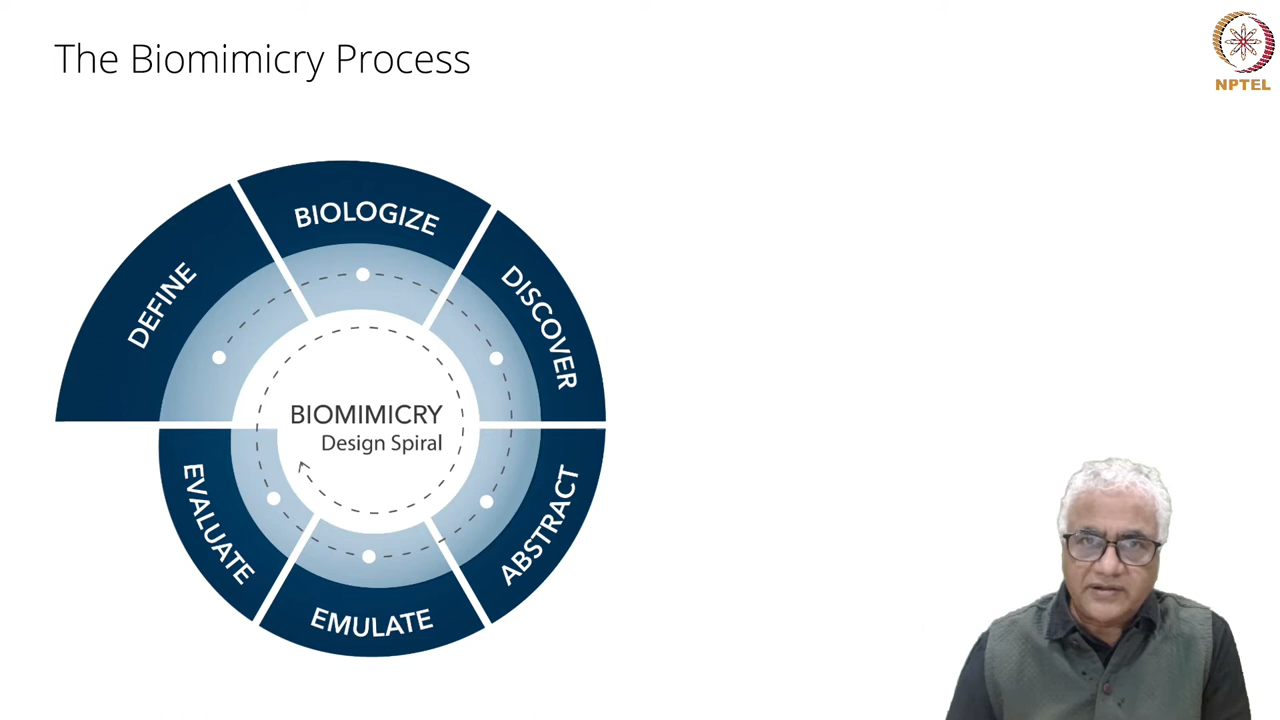 The Biomimicry Process
NPTEL
DEFINE
BIOLOGIZE
DISCOVER
ABSTRACT
EMULATE
EVALUATE
BIOMIMICRY
Design Spiral